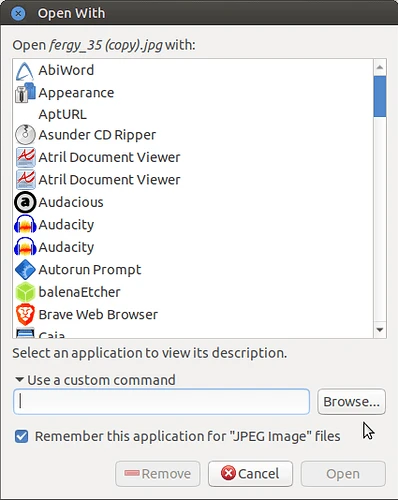 Open With
Open fergy_35 (copy).jpg with:
AbiWord
Appearance
AptURL
Asunder CD Ripper
Atril Document Viewer
Atril Document Viewer
Audacious
Audacity
Audacity
Autorun Prompt
balenaEtcher
Brave Web Browser
Caja
Select an application to view its description.
Use a custom command
Browse...
Remember this application for "JPEG Image" files
Remove
Cancel
Open